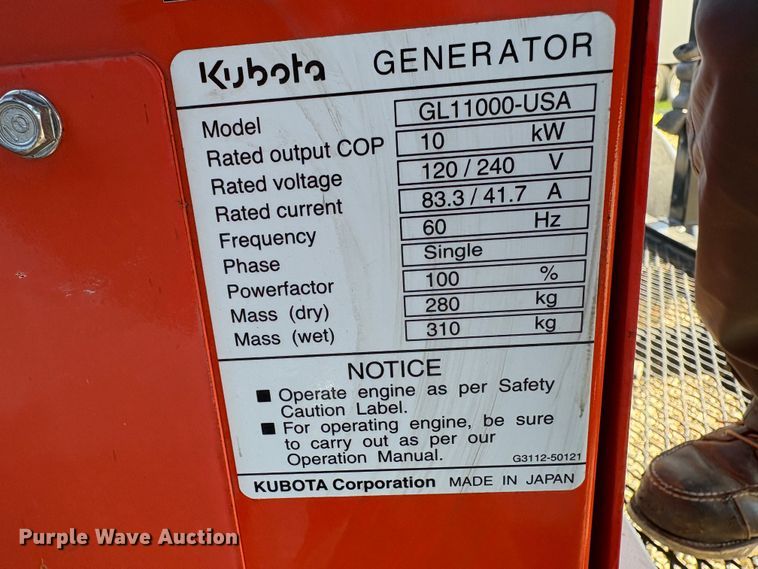 Kubota GENERATOR
Model GL11000-USA
Rated output COP 10 kW
Rated voltage 120 / 240 V
Rated current 83.3 / 41.7 A
Frequency 60 Hz
Phase Single
Powerfactor 100 %
Mass (dry) 280 kg
Mass (wet) 310 kg
NOTICE
■ Operate engine as per Safety
Caution Label.
■ For operating engine, be sure
to carry out as per our
Operation Manual. G3112-50121
KUBOTA Corporation MADE IN JAPAN
Purple Wave Auction